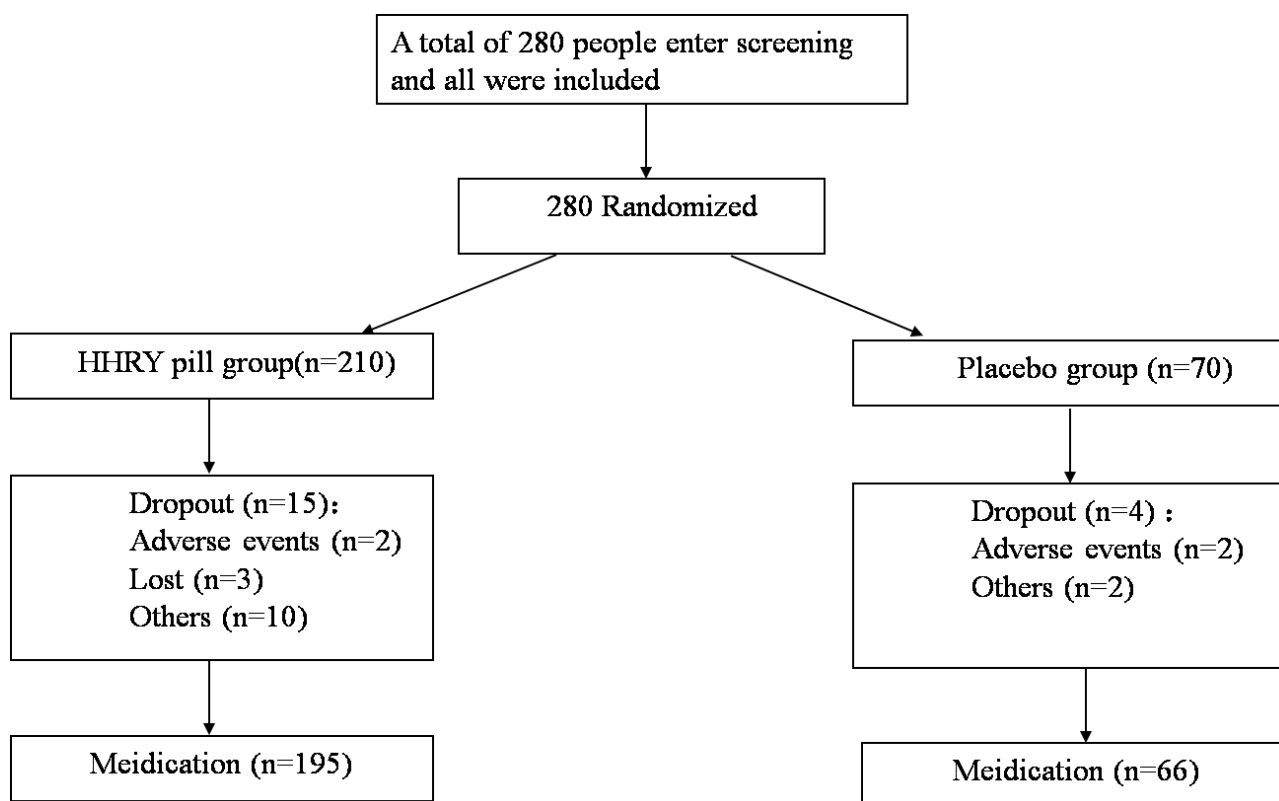 A total of 280 people enter screening
and all were included
280 Randomized
HHRY pill group(n=210)
Placebo group (n=70)
Dropout (n=15)：
Adverse events (n=2)
Lost (n=3)
Others (n=10)
Dropout (n=4)：
Adverse events (n=2)
Others (n=2)
Meidication (n=195)
Meidication (n=66)